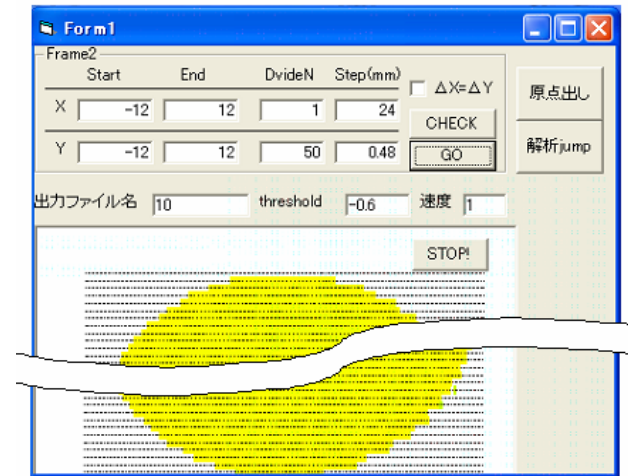 Form1
Frame2
Start End DvideN Step(mm)
X -12 12 1 24
ΔX=ΔY
CHECK
Y -12 12 50 0.48
GO
原点出し
解析jump
出力ファイル名 10 threshold -0.6 速度 1
STOP!